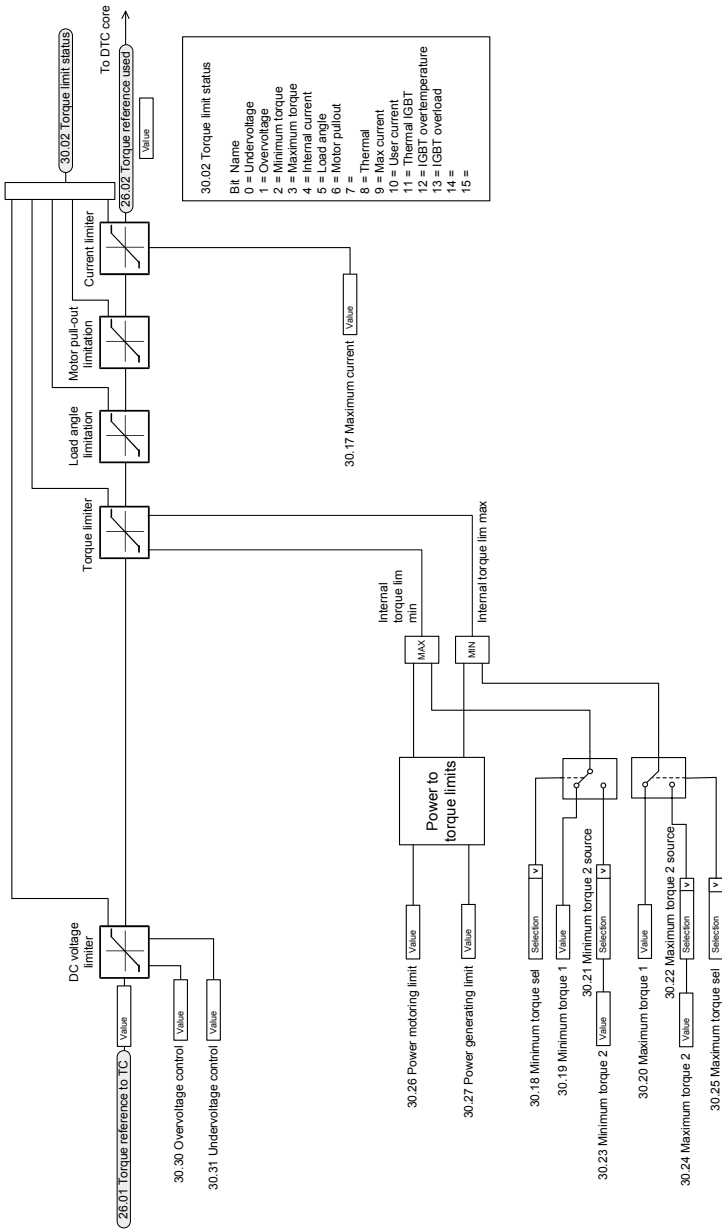 26.01 Torque reference to TC
Value
DC voltage
limiter
30.30 Overvoltage control
Value
30.31 Undervoltage control
Value
Torque limiter
Load angle
limitation
Motor pull-out
limitation
Current limiter
30.02 Torque limit status
26.02 Torque reference used
Value
To DTC core
30.26 Power motoring limit
Value
30.27 Power generating limit
Value
Power to
torque limits
MAX
MIN
Internal
torque lim
min
Internal torque lim max
30.17 Maximum current
Value
30.18 Minimum torque sel
Selection
v
30.19 Minimum torque 1
Value
30.21 Minimum torque 2 source
Selection
v
30.23 Minimum torque 2
Value
30.20 Maximum torque 1
Value
30.22 Maximum torque 2 source
Selection
v
30.24 Maximum torque 2
Value
30.25 Maximum torque sel
Selection
v
30.02 Torque limit status
Bit Name
0 = Undervoltage
1 = Overvoltage
2 = Minimum torque
3 = Maximum torque
4 = Internal current
5 = Load angle
6 = Motor pullout
7 =
8 = Thermal
9 = Max current
10 = User current
11 = Thermal IGBT
12 = IGBT overtemperature
13 = IGBT overload
14 =
15 =